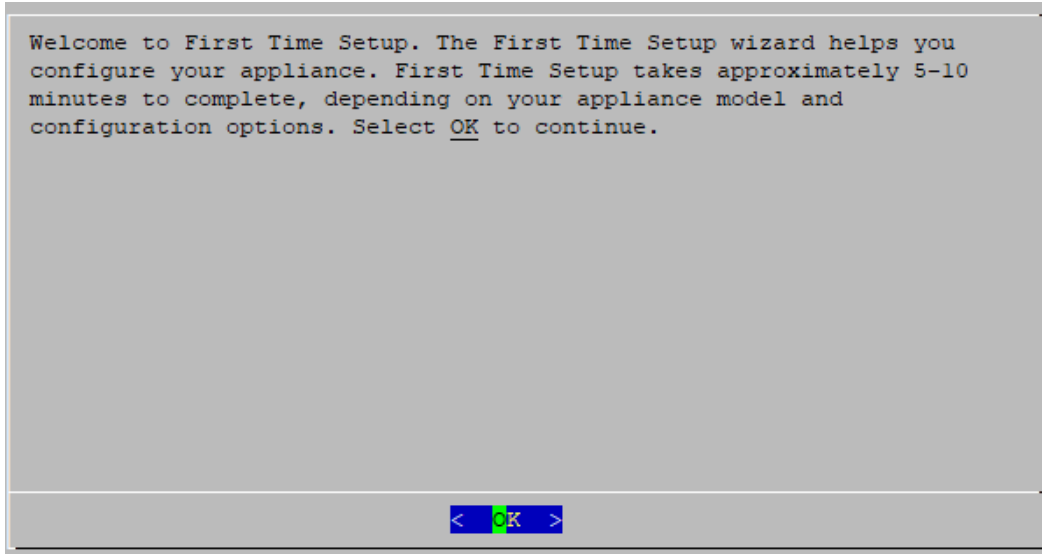 Welcome to First Time Setup. The First Time Setup wizard helps you
configure your appliance. First Time Setup takes approximately 5-10
minutes to complete, depending on your appliance model and
configuration options. Select OK to continue.
< OK >